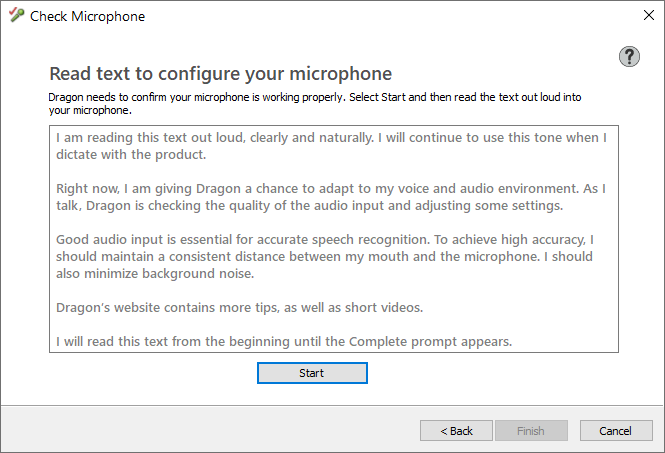 Check Microphone
?
Read text to configure your microphone
Dragon needs to confirm your microphone is working properly. Select Start and then read the text out loud into
your microphone.
I am reading this text out loud, clearly and naturally. I will continue to use this tone when I
dictate with the product.
Right now, I am giving Dragon a chance to adapt to my voice and audio environment. As I
talk, Dragon is checking the quality of the audio input and adjusting some settings.
Good audio input is essential for accurate speech recognition. To achieve high accuracy, I
should maintain a consistent distance between my mouth and the microphone. I should
also minimize background noise.
Dragon’s website contains more tips, as well as short videos.
I will read this text from the beginning until the Complete prompt appears.
Start
< Back
Finish
Cancel